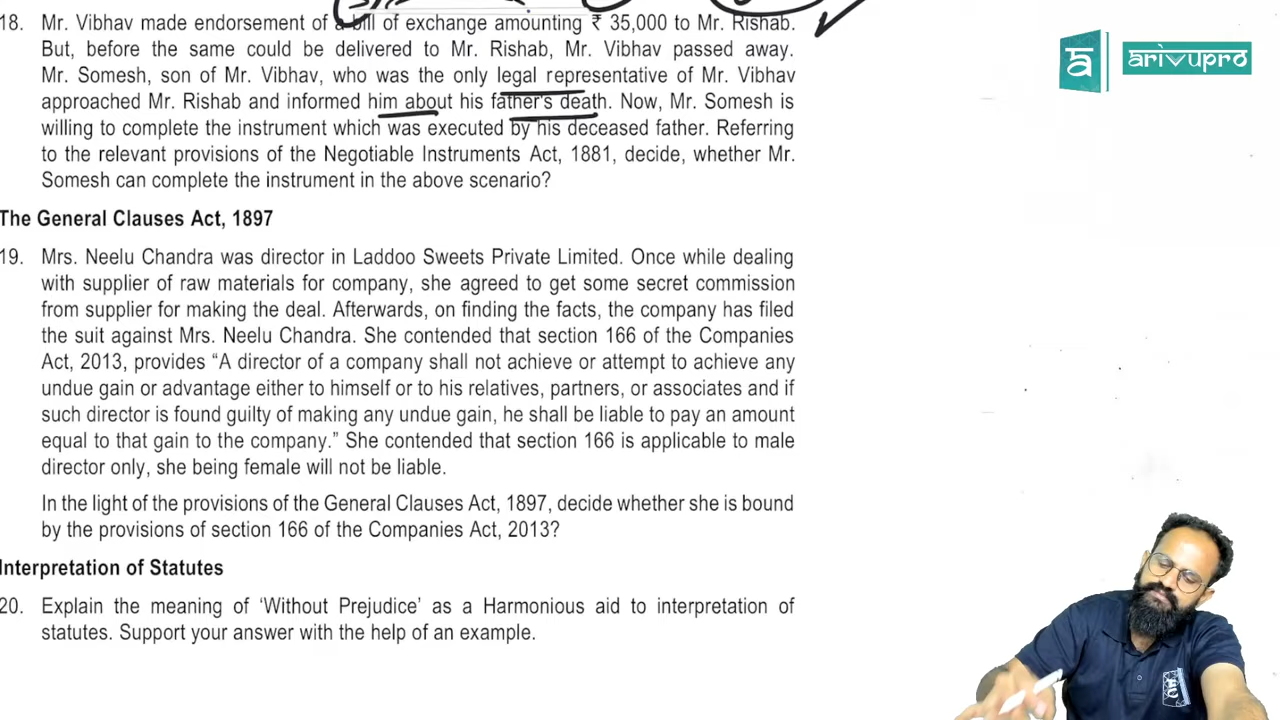 18. Mr. Vibhav made endorsement of a bill of exchange amounting ₹ 35,000 to Mr. Rishab.
But, before the same could be delivered to Mr. Rishab, Mr. Vibhav passed away.
Mr. Somesh, son of Mr. Vibhav, who was the only legal representative of Mr. Vibhav
approached Mr. Rishab and informed him about his father's death. Now, Mr. Somesh is
willing to complete the instrument which was executed by his deceased father. Referring
to the relevant provisions of the Negotiable Instruments Act, 1881, decide, whether Mr.
Somesh can complete the instrument in the above scenario?
The General Clauses Act, 1897
19. Mrs. Neelu Chandra was director in Laddoo Sweets Private Limited. Once while dealing
with supplier of raw materials for company, she agreed to get some secret commission
from supplier for making the deal. Afterwards, on finding the facts, the company has filed
the suit against Mrs. Neelu Chandra. She contended that section 166 of the Companies
Act, 2013, provides “A director of a company shall not achieve or attempt to achieve any
undue gain or advantage either to himself or to his relatives, partners, or associates and if
such director is found guilty of making any undue gain, he shall be liable to pay an amount
equal to that gain to the company.” She contended that section 166 is applicable to male
director only, she being female will not be liable.
In the light of the provisions of the General Clauses Act, 1897, decide whether she is bound
by the provisions of section 166 of the Companies Act, 2013?
Interpretation of Statutes
20. Explain the meaning of ‘Without Prejudice’ as a Harmonious aid to interpretation of
statutes. Support your answer with the help of an example.
arivupro